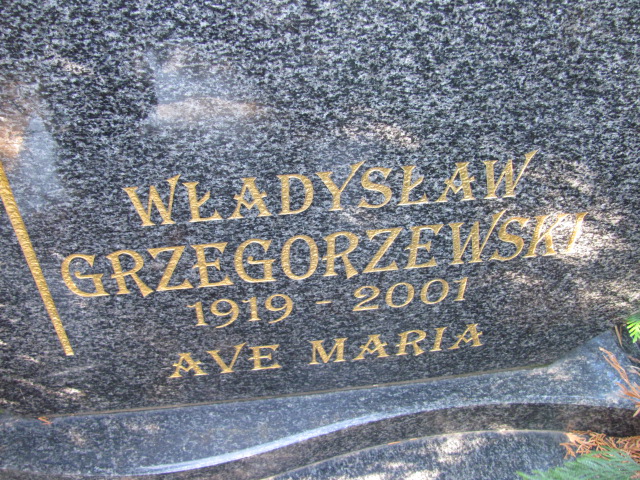 WŁADYSŁAW
GRZEGORZEWSKI
1919 - 2001
AVE MARIA